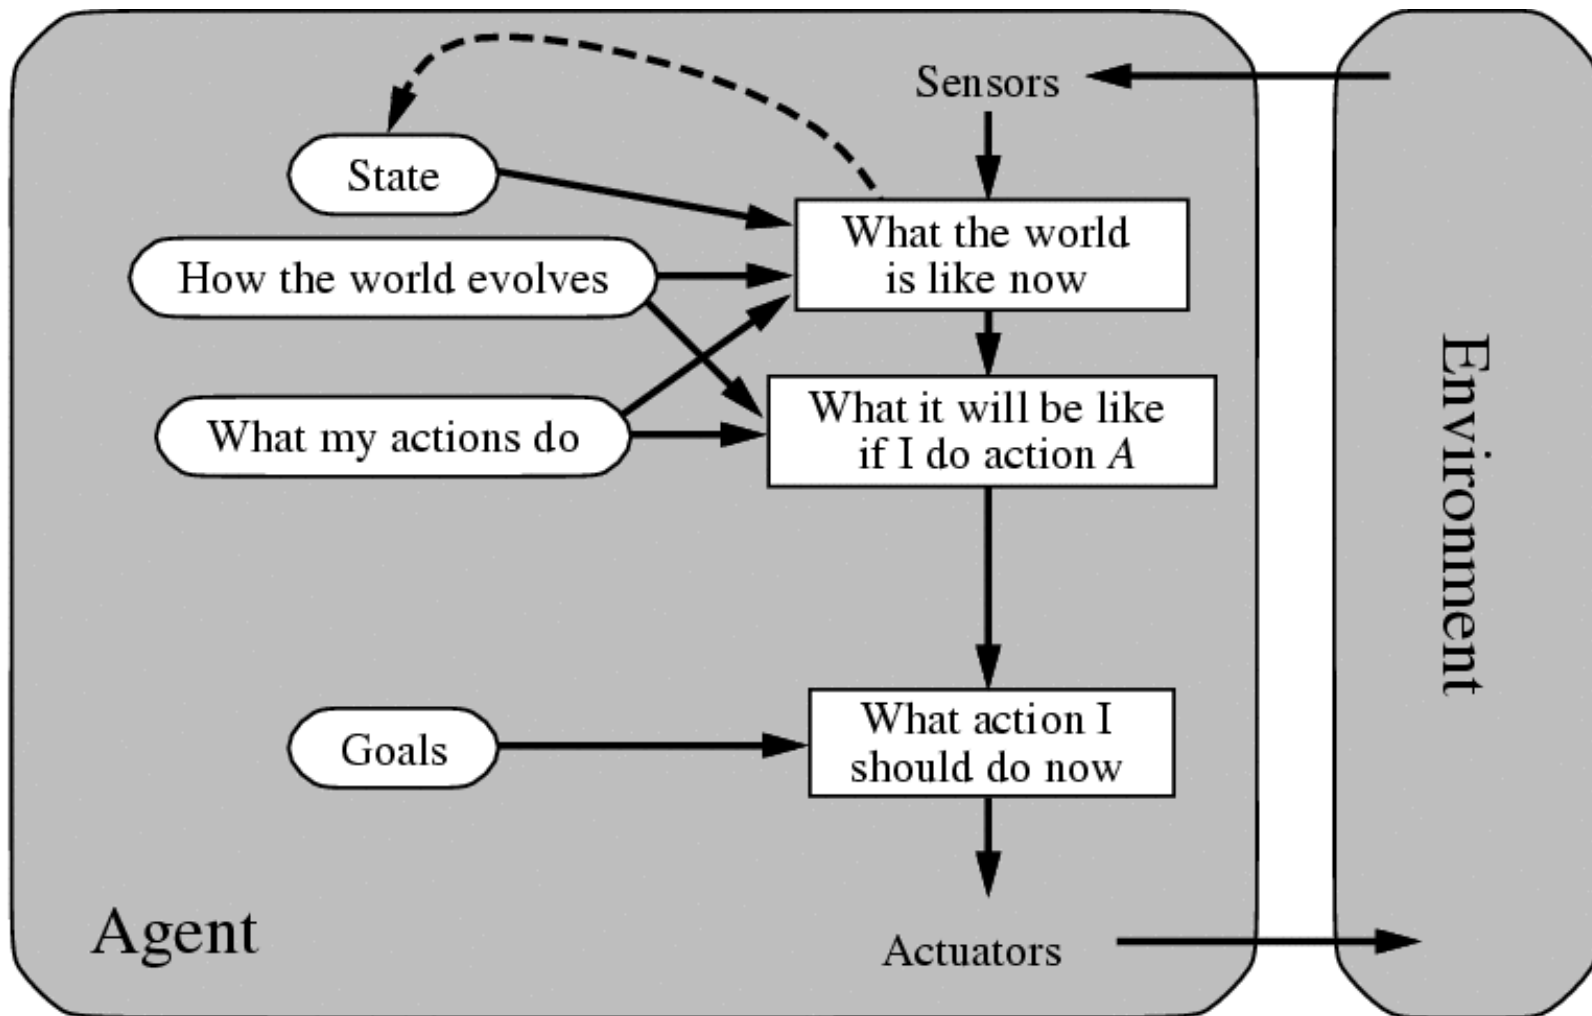 Sensors
State
What the world
is like now
How the world evolves
What my actions do
What it will be like
if I do action A
Goals
What action I
should do now
Agent
Actuators
Environment